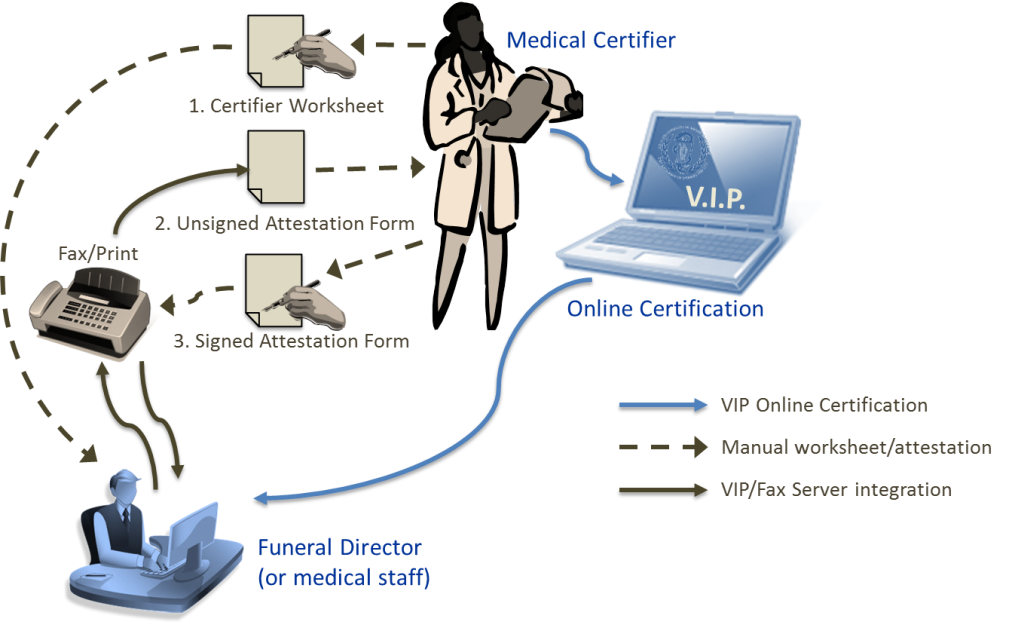 Medical Certifier
1. Certifier Worksheet
V.I.P.
2. Unsigned Attestation Form
Fax/Print
Online Certification
3. Signed Attestation Form
VIP Online Certification
Manual worksheet/attestation
VIP/Fax Server integration
Funeral Director
(or medical staff)